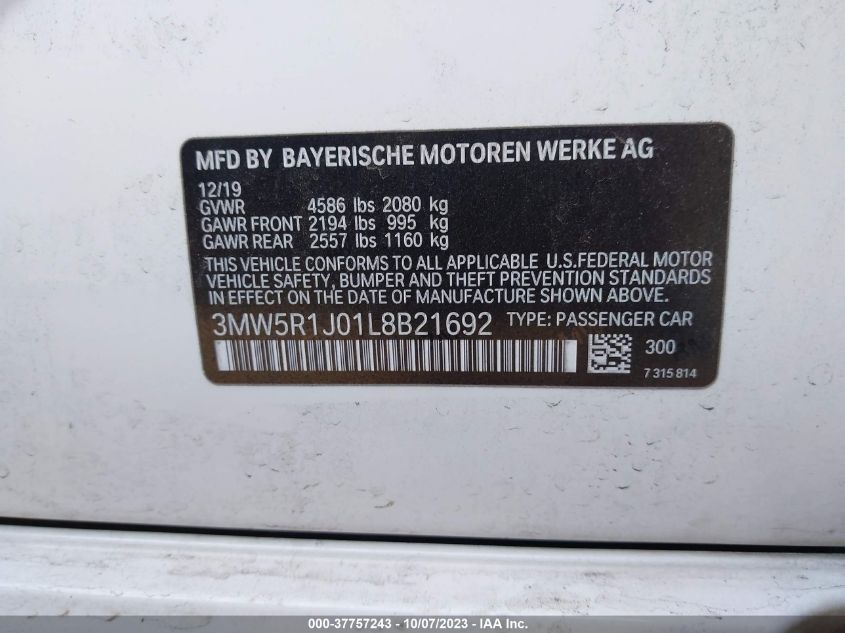 MFD BY BAYERISCHE MOTOREN WERKE AG
12/19
GVWR 4586 lbs 2080 kg
GAWR FRONT 2194 lbs 995 kg
GAWR REAR 2557 lbs 1160 kg
THIS VEHICLE CONFORMS TO ALL APPLICABLE U.S.FEDERAL MOTOR
VEHICLE SAFETY, BUMPER AND THEFT PREVENTION STANDARDS
IN EFFECT ON THE DATE OF MANUFACTURE SHOWN ABOVE.
3MW5R1J01L8B21692 TYPE: PASSENGER CAR
300
7 315 814
000-37757243 - 10/07/2023 - IAA Inc.